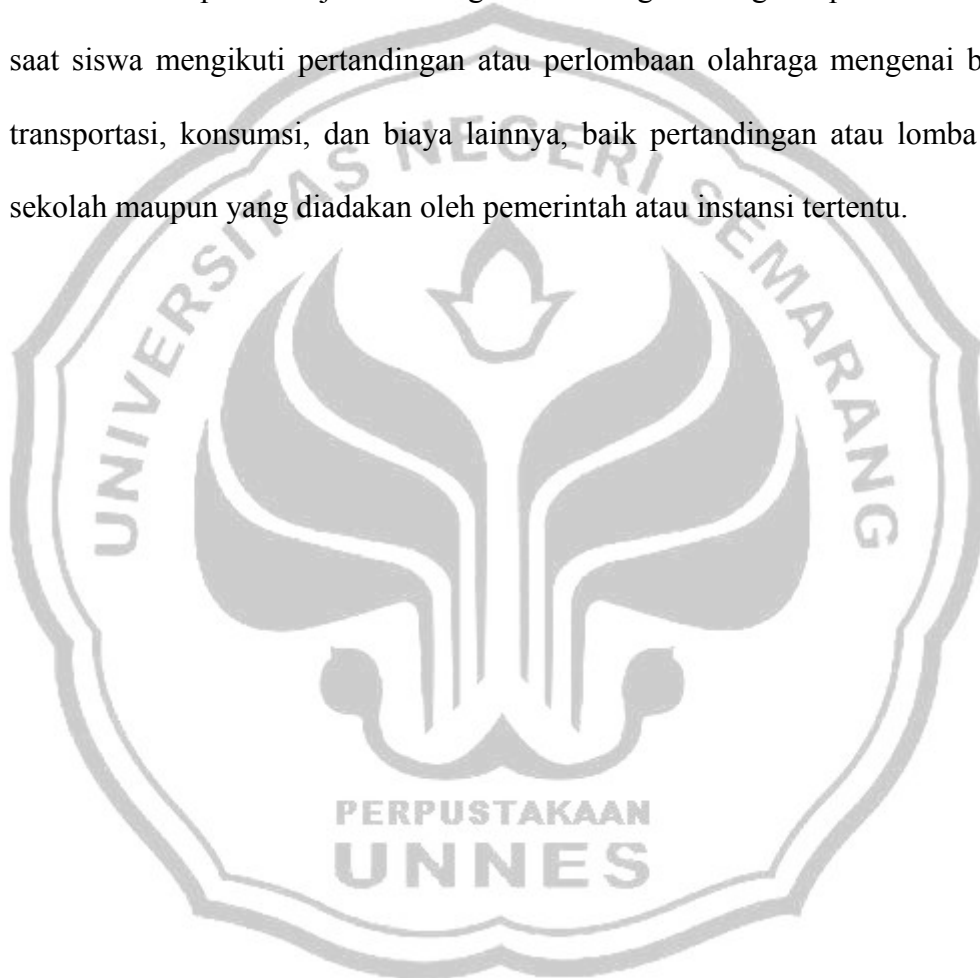 saat siswa mengikuti pertandingan atau perlombaan olahraga mengenai b
transportasi, konsumsi, dan biaya lainnya, baik pertandingan atau lomba
sekolah maupun yang diadakan oleh pemerintah atau instansi tertentu.
UNIVERSITAS NEGERI SEMARANG
PERPUSTAKAAN
UNNES